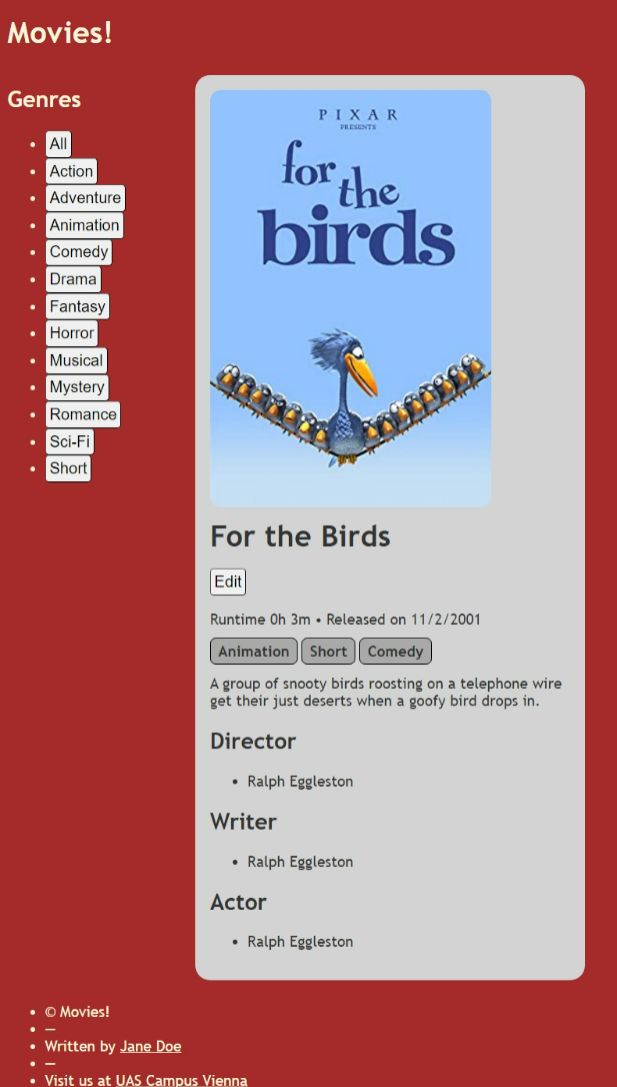 Movies!
Genres
All
Action
Adventure
Animation
Comedy
Drama
Fantasy
Horror
Musical
Mystery
Romance
Sci-Fi
Short
PIXAR
PRESENTS
for
the
birds
For the Birds
Edit
Runtime 0h 3m • Released on 11/2/2001
Animation Short Comedy
A group of snooty birds roosting on a telephone wire
get their just deserts when a goofy bird drops in.
Director
• Ralph Eggleston
Writer
• Ralph Eggleston
Actor
• Ralph Eggleston
• © Movies!
• —
• Written by Jane Doe
• —
• Visit us at UAS Campus Vienna